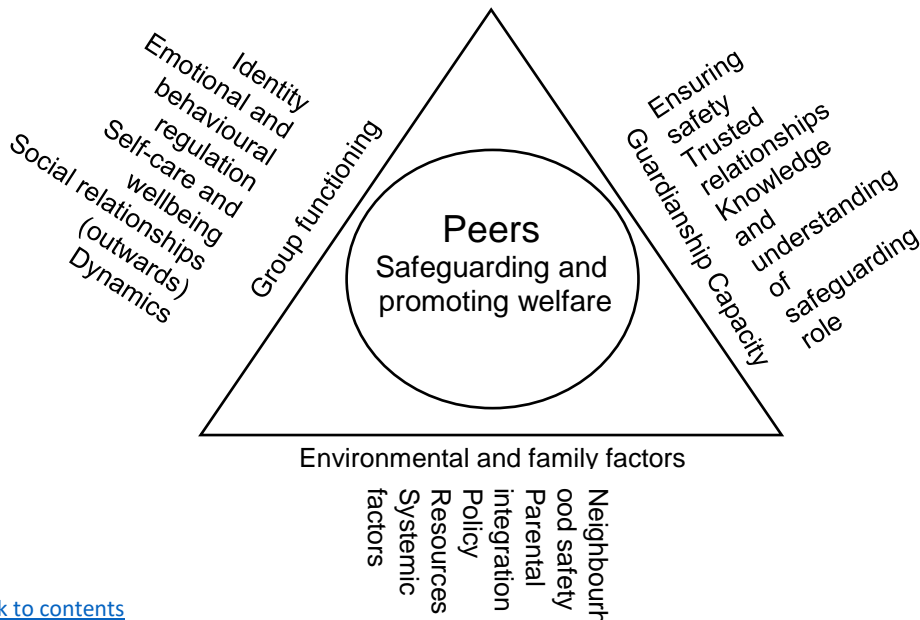 Identity
Emotional and
behavioural
regulation
Self-care and
wellbeing
Social relationships
(outwards)
Dynamics
Group functioning
Ensuring
safety
Trusted
relationships
Knowledge
and
understanding
of
safeguarding
role
Guardianship Capacity
Peers
Safeguarding and
promoting welfare
Environmental and family factors
Neighbourh
ood safety
Parental
integration
Policy
Resources
Systemic
factors
k to contents